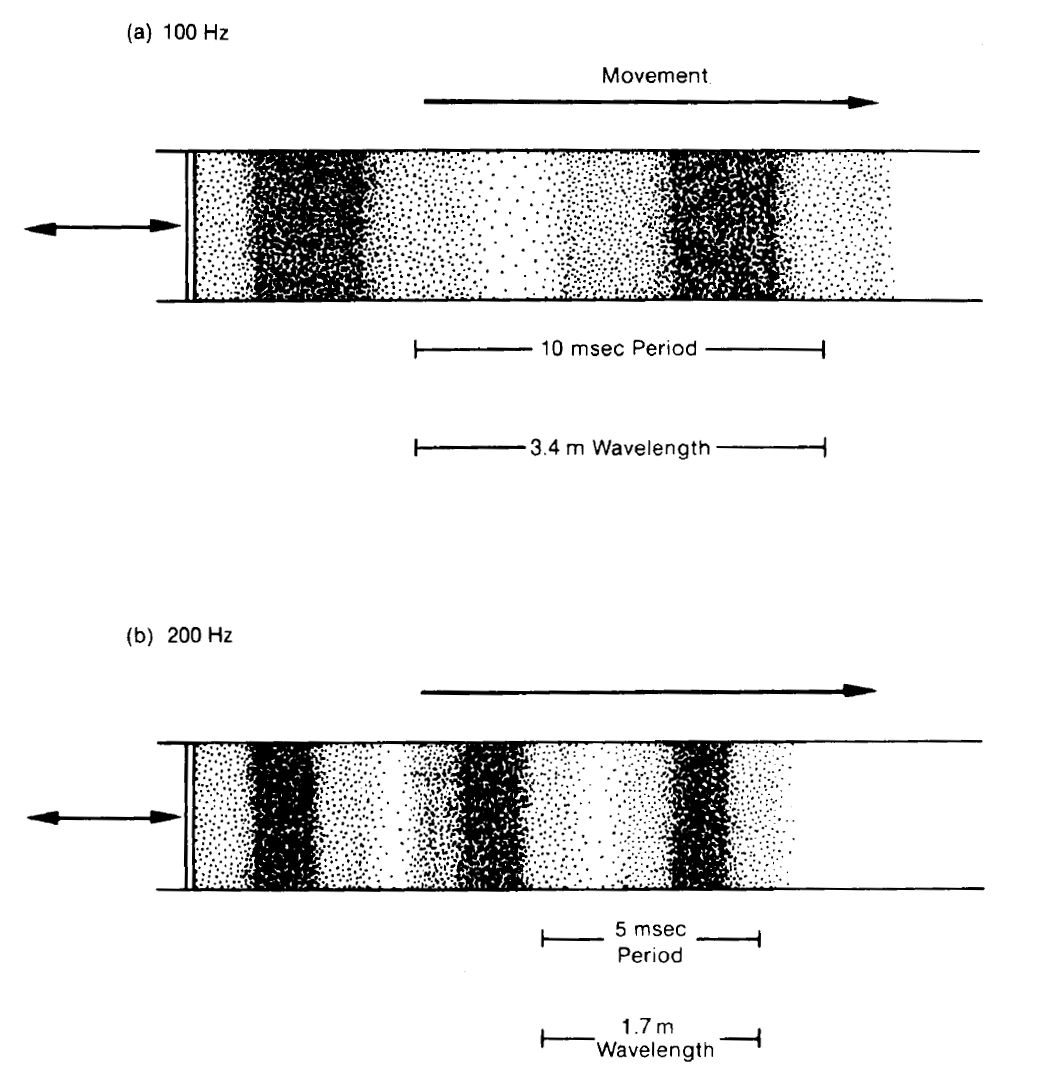 (a) 100 Hz
Movement
10 msec Period
3.4 m Wavelength
(b) 200 Hz
5 msec
Period
1.7 m
Wavelength